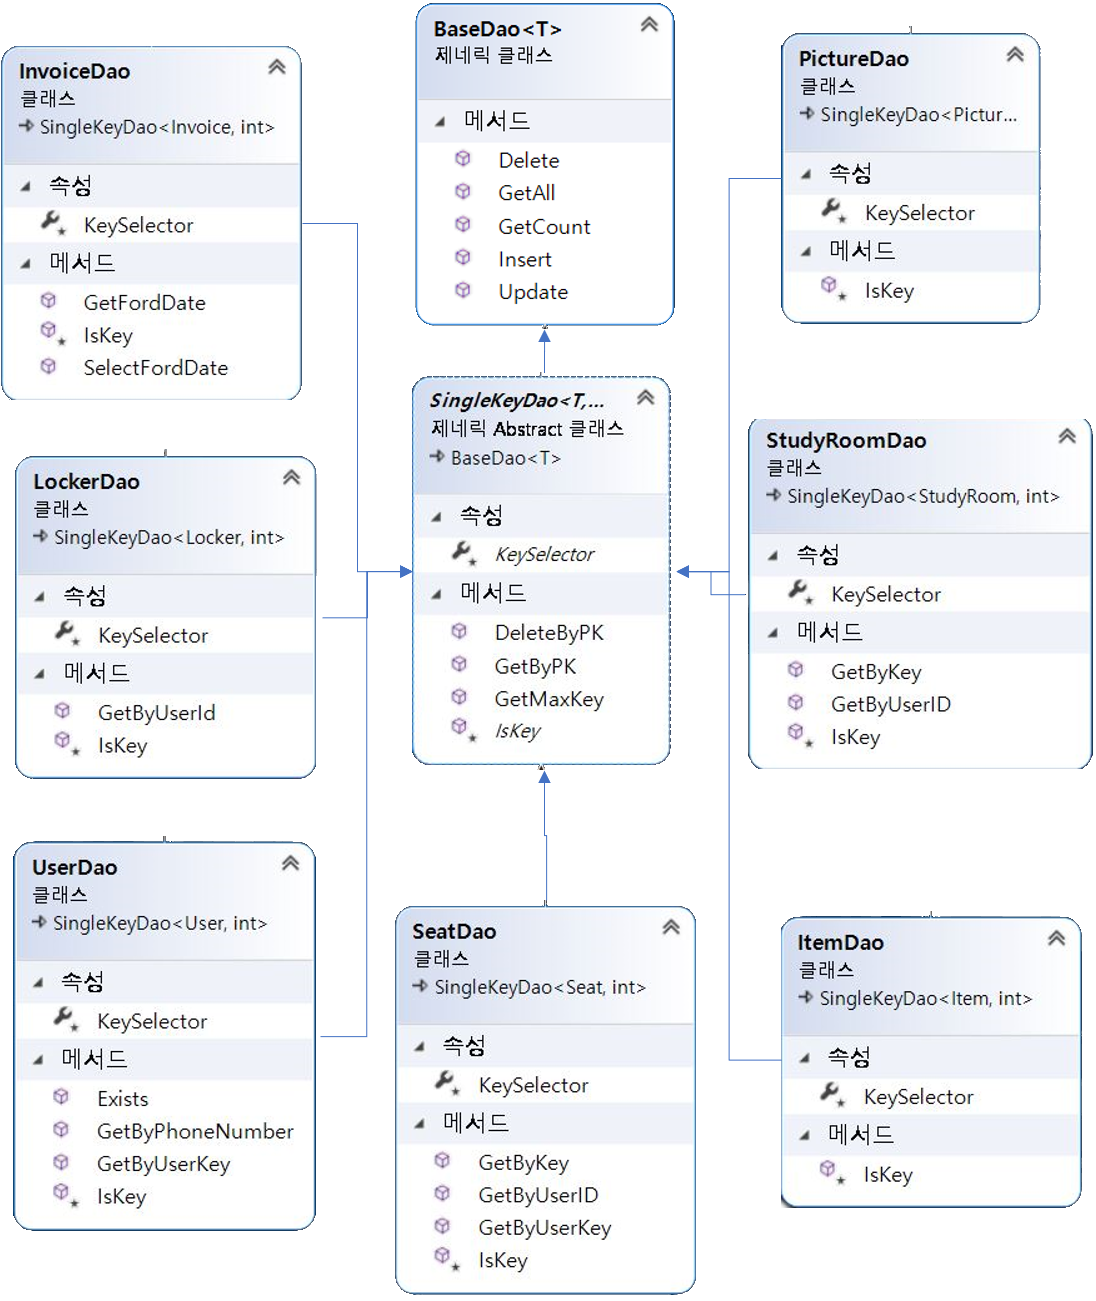 BaseDao<T>
제네릭 클래스
메서드
Delete
GetAll
GetCount
Insert
Update
InvoiceDao
클래스
SingleKeyDao<Invoice, int>
속성
KeySelector
메서드
GetFordDate
IsKey
SelectFordDate
PictureDao
클래스
SingleKeyDao<Pictur...
속성
KeySelector
메서드
IsKey
SingleKeyDao<T,...
제네릭 Abstract 클래스
BaseDao<T>
속성
KeySelector
메서드
DeleteByPK
GetByPK
GetMaxKey
IsKey
LockerDao
클래스
SingleKeyDao<Locker, int>
속성
KeySelector
메서드
GetByUserId
IsKey
StudyRoomDao
클래스
SingleKeyDao<StudyRoom, int>
속성
KeySelector
메서드
GetByKey
GetByUserID
IsKey
UserDao
클래스
SingleKeyDao<User, int>
속성
KeySelector
메서드
Exists
GetByPhoneNumber
GetByUserKey
IsKey
SeatDao
클래스
SingleKeyDao<Seat, int>
속성
KeySelector
메서드
GetByKey
GetByUserID
GetByUserKey
IsKey
ItemDao
클래스
SingleKeyDao<Item, int>
속성
KeySelector
메서드
IsKey